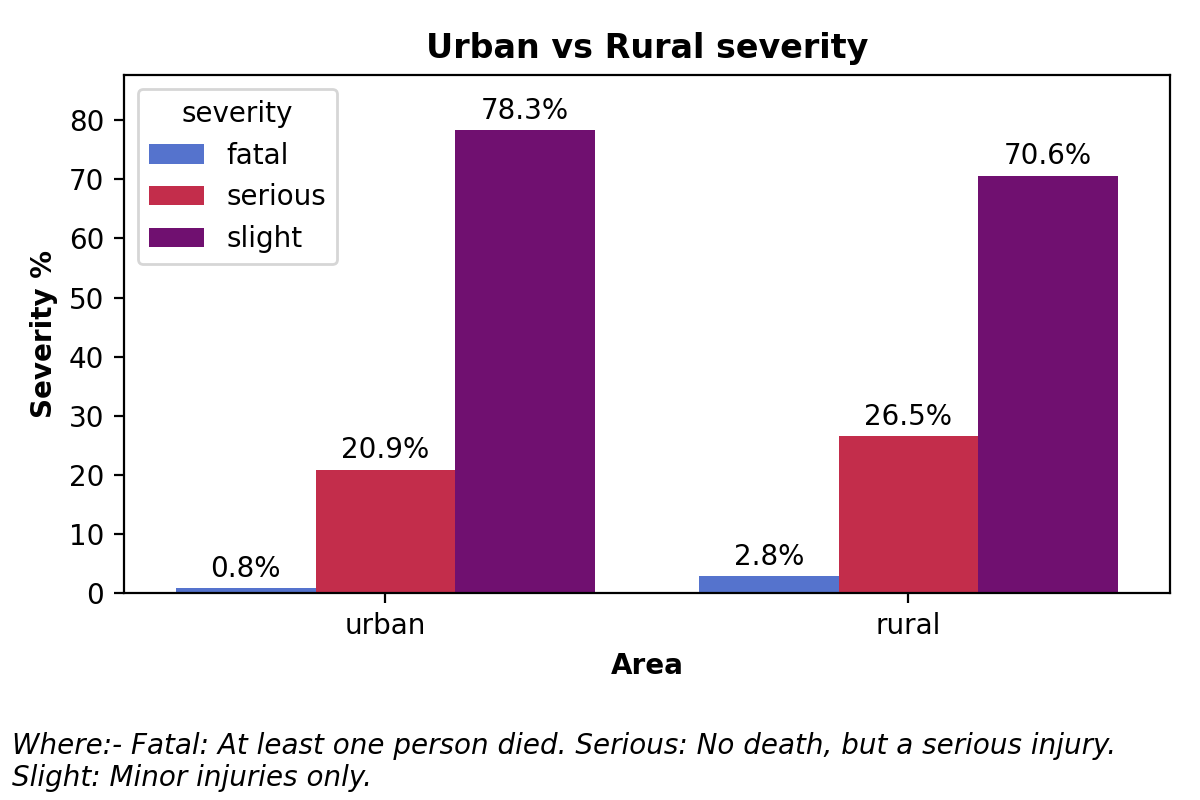 Urban vs Rural severity
severity
fatal
serious
slight
Severity %
80
70
60
50
40
30
20
10
0
0.8%
20.9%
78.3%
2.8%
26.5%
70.6%
urban
rural
Area
Where:- Fatal: At least one person died. Serious: No death, but a serious injury.
Slight: Minor injuries only.